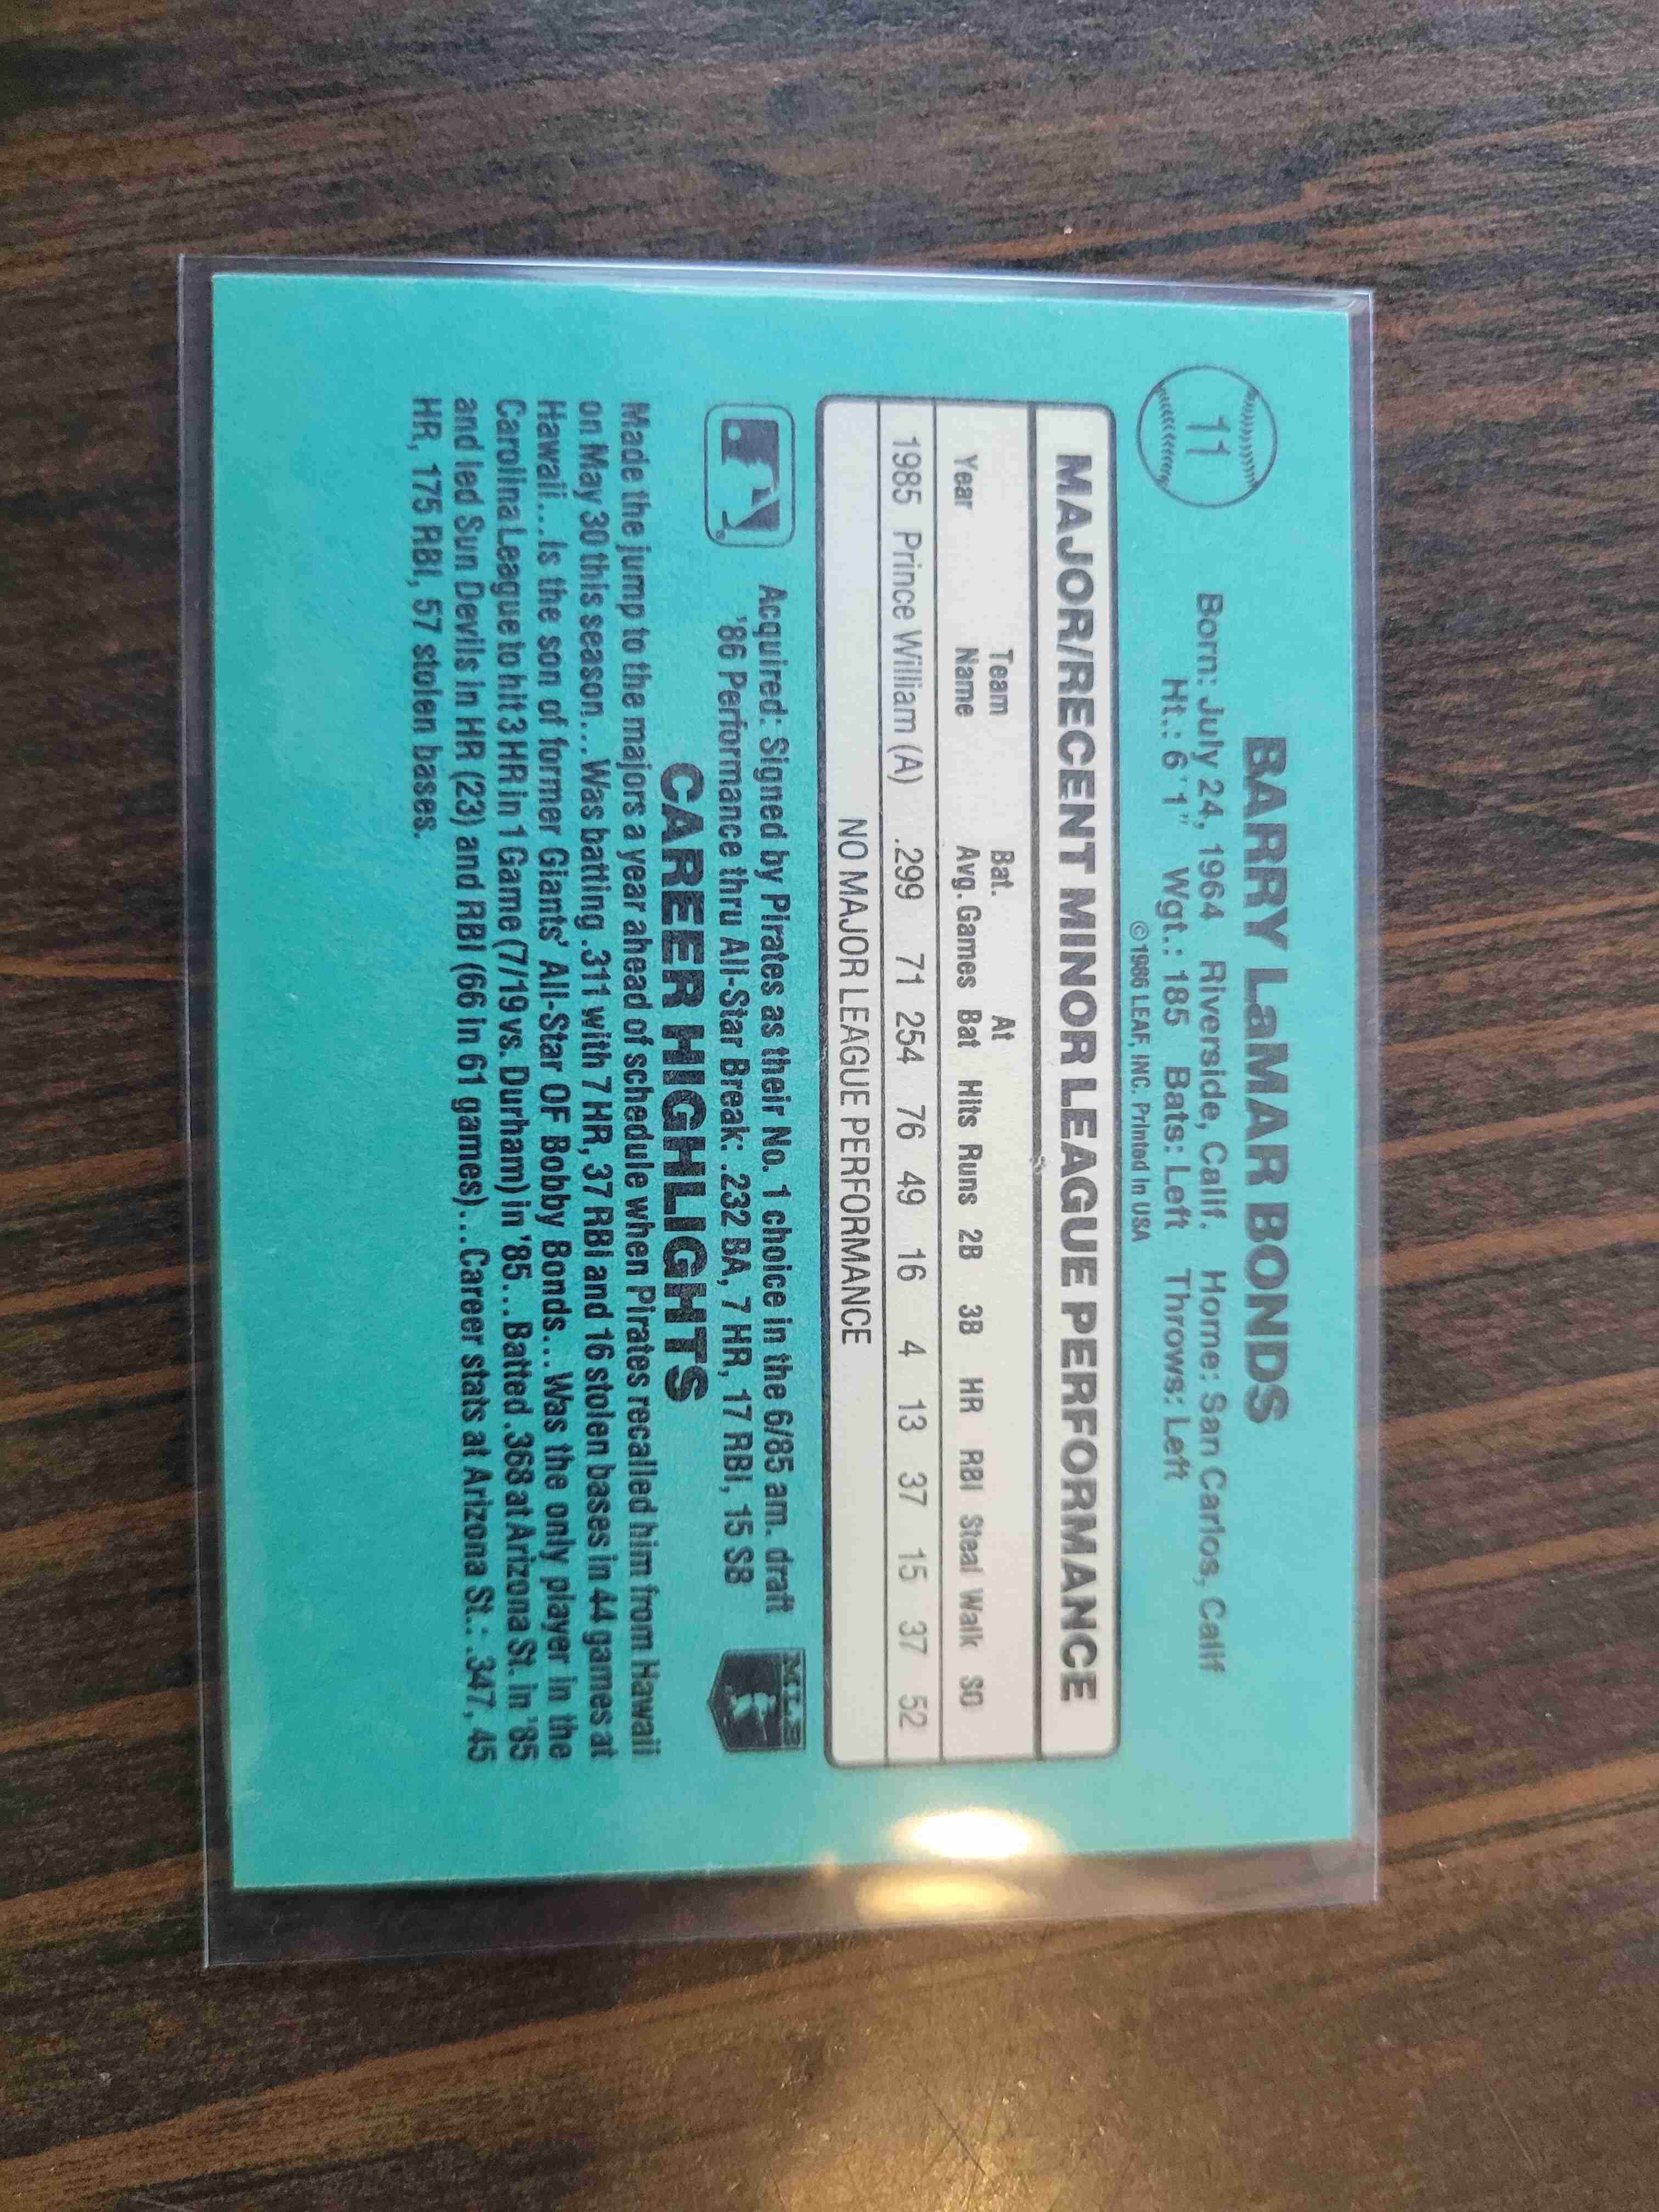 11
BARRY LaMAR BONDS
Born: July 24, 1964 Riverside, Calif. Home: San Carlos, Calif
Ht.: 6'1" Wgt.: 185 Bats: Left Throws: Left
©1986 LEAF, INC. Printed in USA
MAJOR/RECENT MINOR LEAGUE PERFORMANCE
Team Bat. At
Year Name Avg. Games Bat Hits Runs 2B 3B HR RBI Steal Walk SO
1985 Prince William (A) .299 71 254 76 49 16 4 13 37 15 37 52
NO MAJOR LEAGUE PERFORMANCE
Acquired: Signed by Pirates as their No. 1 choice in the 6/85 am. draft
'86 Performance thru All-Star Break: .232 BA, 7 HR, 17 RBI, 15 SB
MLB
CAREER HIGHLIGHTS
Made the jump to the majors a year ahead of schedule when Pirates recalled him from Hawaii
on May 30 this season... Was batting .311 with 7 HR, 37 RBI and 16 stolen bases in 44 games at
Hawaii...Is the son of former Giants' All-Star OF Bobby Bonds...Was the only player in the
Carolina League to hit 3 HR in 1 Game (7/19 vs. Durham) in '85...Batted .368 at Arizona St. in '85
and led Sun Devils in HR (23) and RBI (66 in 61 games)...Career stats at Arizona St.: .347, 45
HR, 175 RBI, 57 stolen bases.